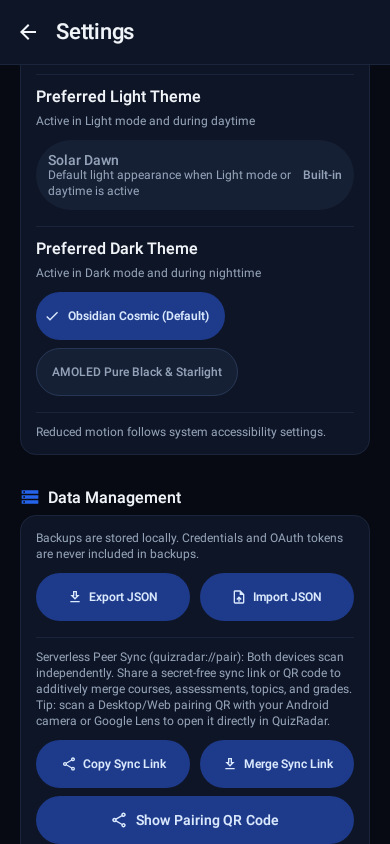 Settings
Preferred Light Theme
Active in Light mode and during daytime
Solar Dawn
Default light appearance when Light mode or
daytime is active
Built-in
Preferred Dark Theme
Active in Dark mode and during nighttime
Obsidian Cosmic (Default)
AMOLED Pure Black & Starlight
Reduced motion follows system accessibility settings.
Data Management
Backups are stored locally. Credentials and OAuth tokens
are never included in backups.
Export JSON
Import JSON
Serverless Peer Sync (quizradar://pair): Both devices scan
independently. Share a secret-free sync link or QR code to
additively merge courses, assessments, topics, and grades.
Tip: scan a Desktop/Web pairing QR with your Android
camera or Google Lens to open it directly in QuizRadar.
Copy Sync Link
Merge Sync Link
Show Pairing QR Code